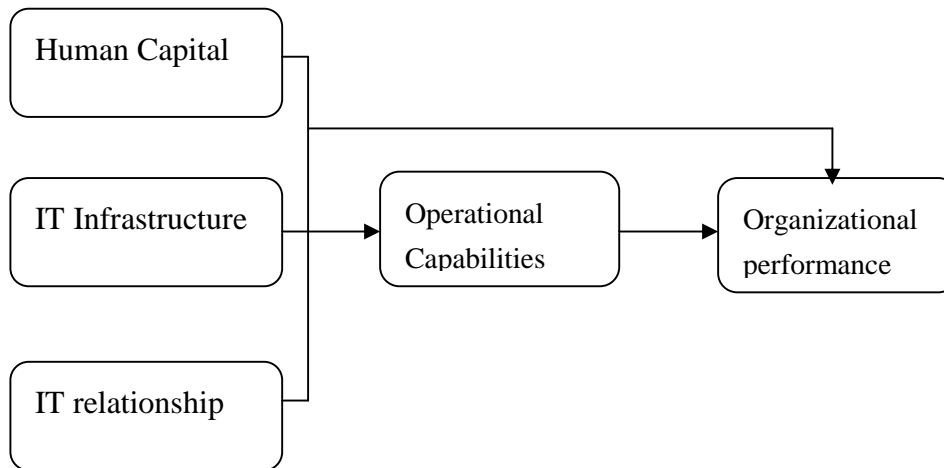 Human Capital
IT Infrastructure
Operational
Capabilities
Organizational
performance
IT relationship